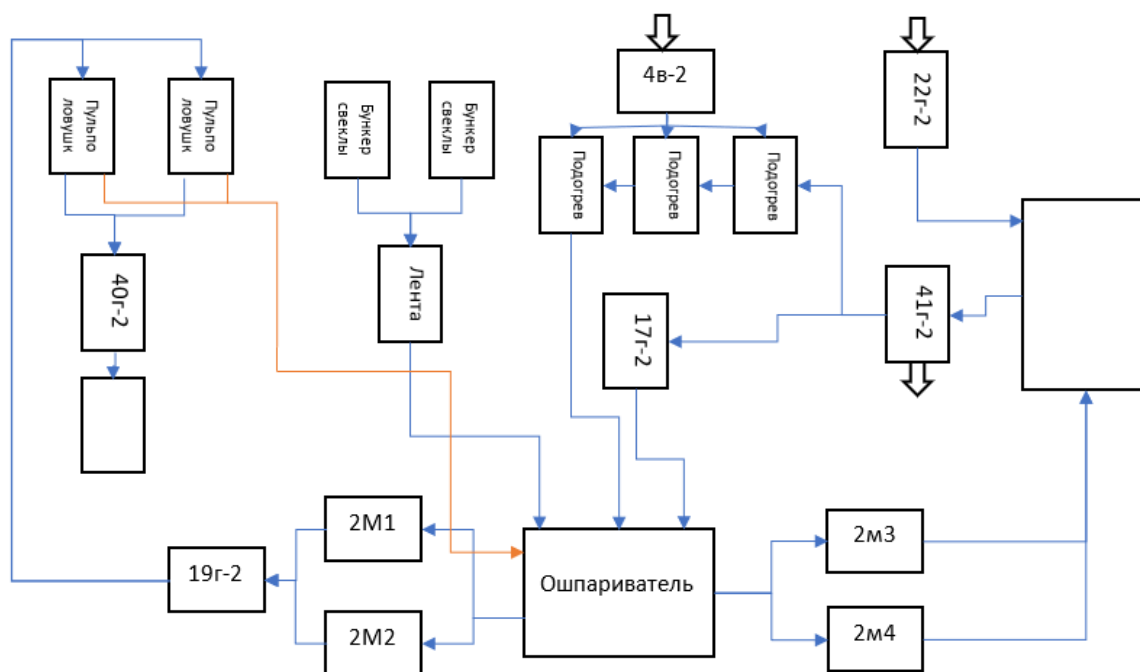 4в-2
22г-2
Пульпо
ловушк
Пульпо
ловушк
Бункер
свеклы
Бункер
свеклы
Подогрев
Подогрев
Подогрев
40г-2
Лента
17г-2
41г-2
2М1
2М2
19г-2
Ошпариватель
2м3
2м4